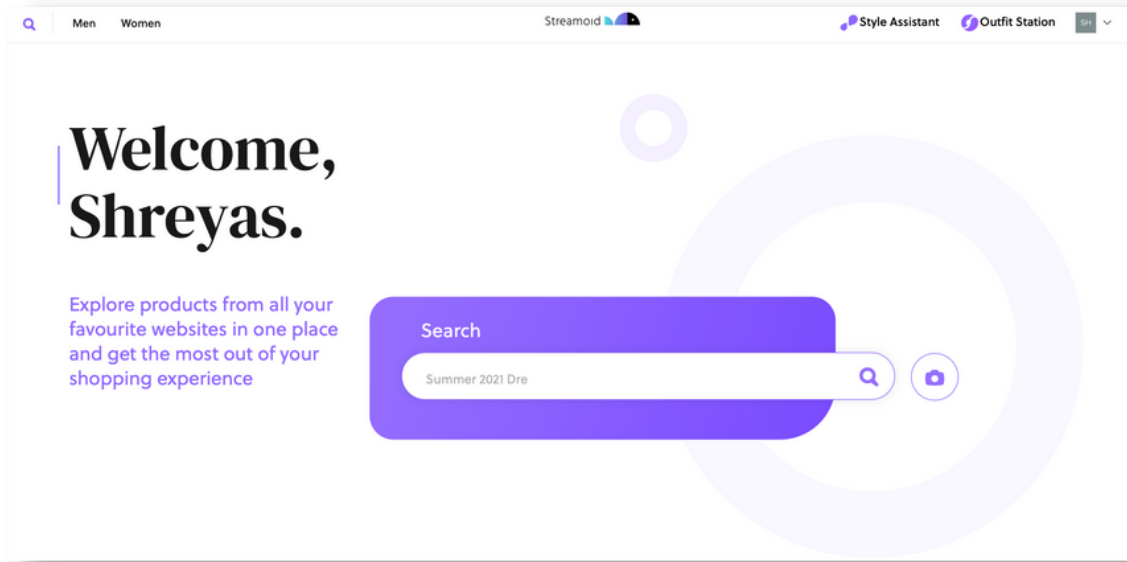 Men Women Streamoid Style Assistant Outfit Station SH
Welcome,
Shreyas.
Explore products from all your
favourite websites in one place
and get the most out of your
shopping experience
Search
Summer 2021 Dre